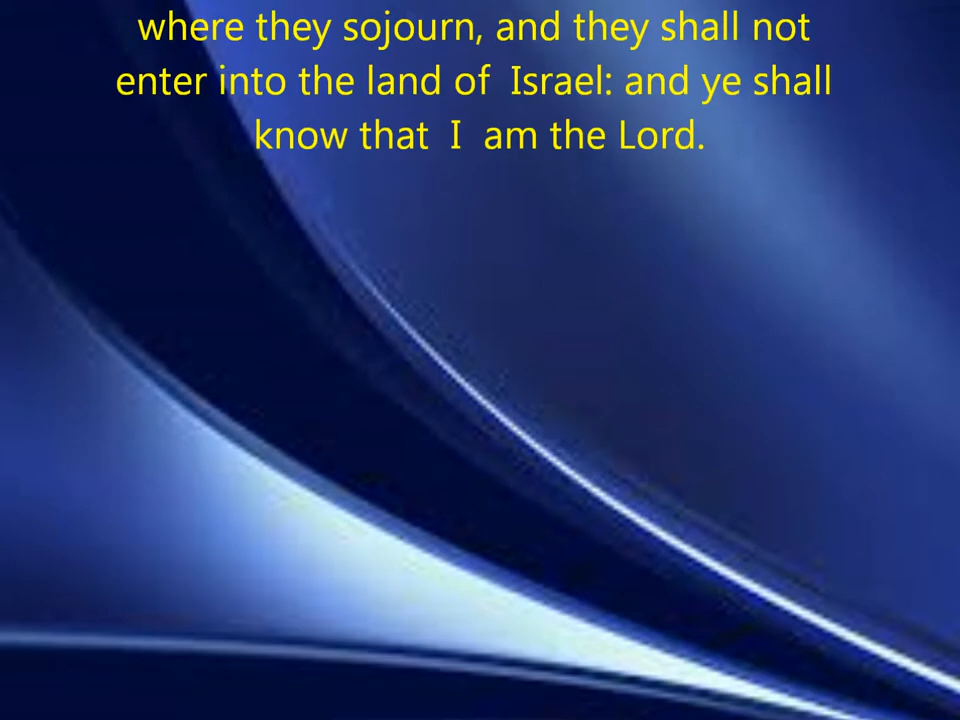 where they sojourn, and they shall not
enter into the land of Israel: and ye shall
know that I am the Lord.